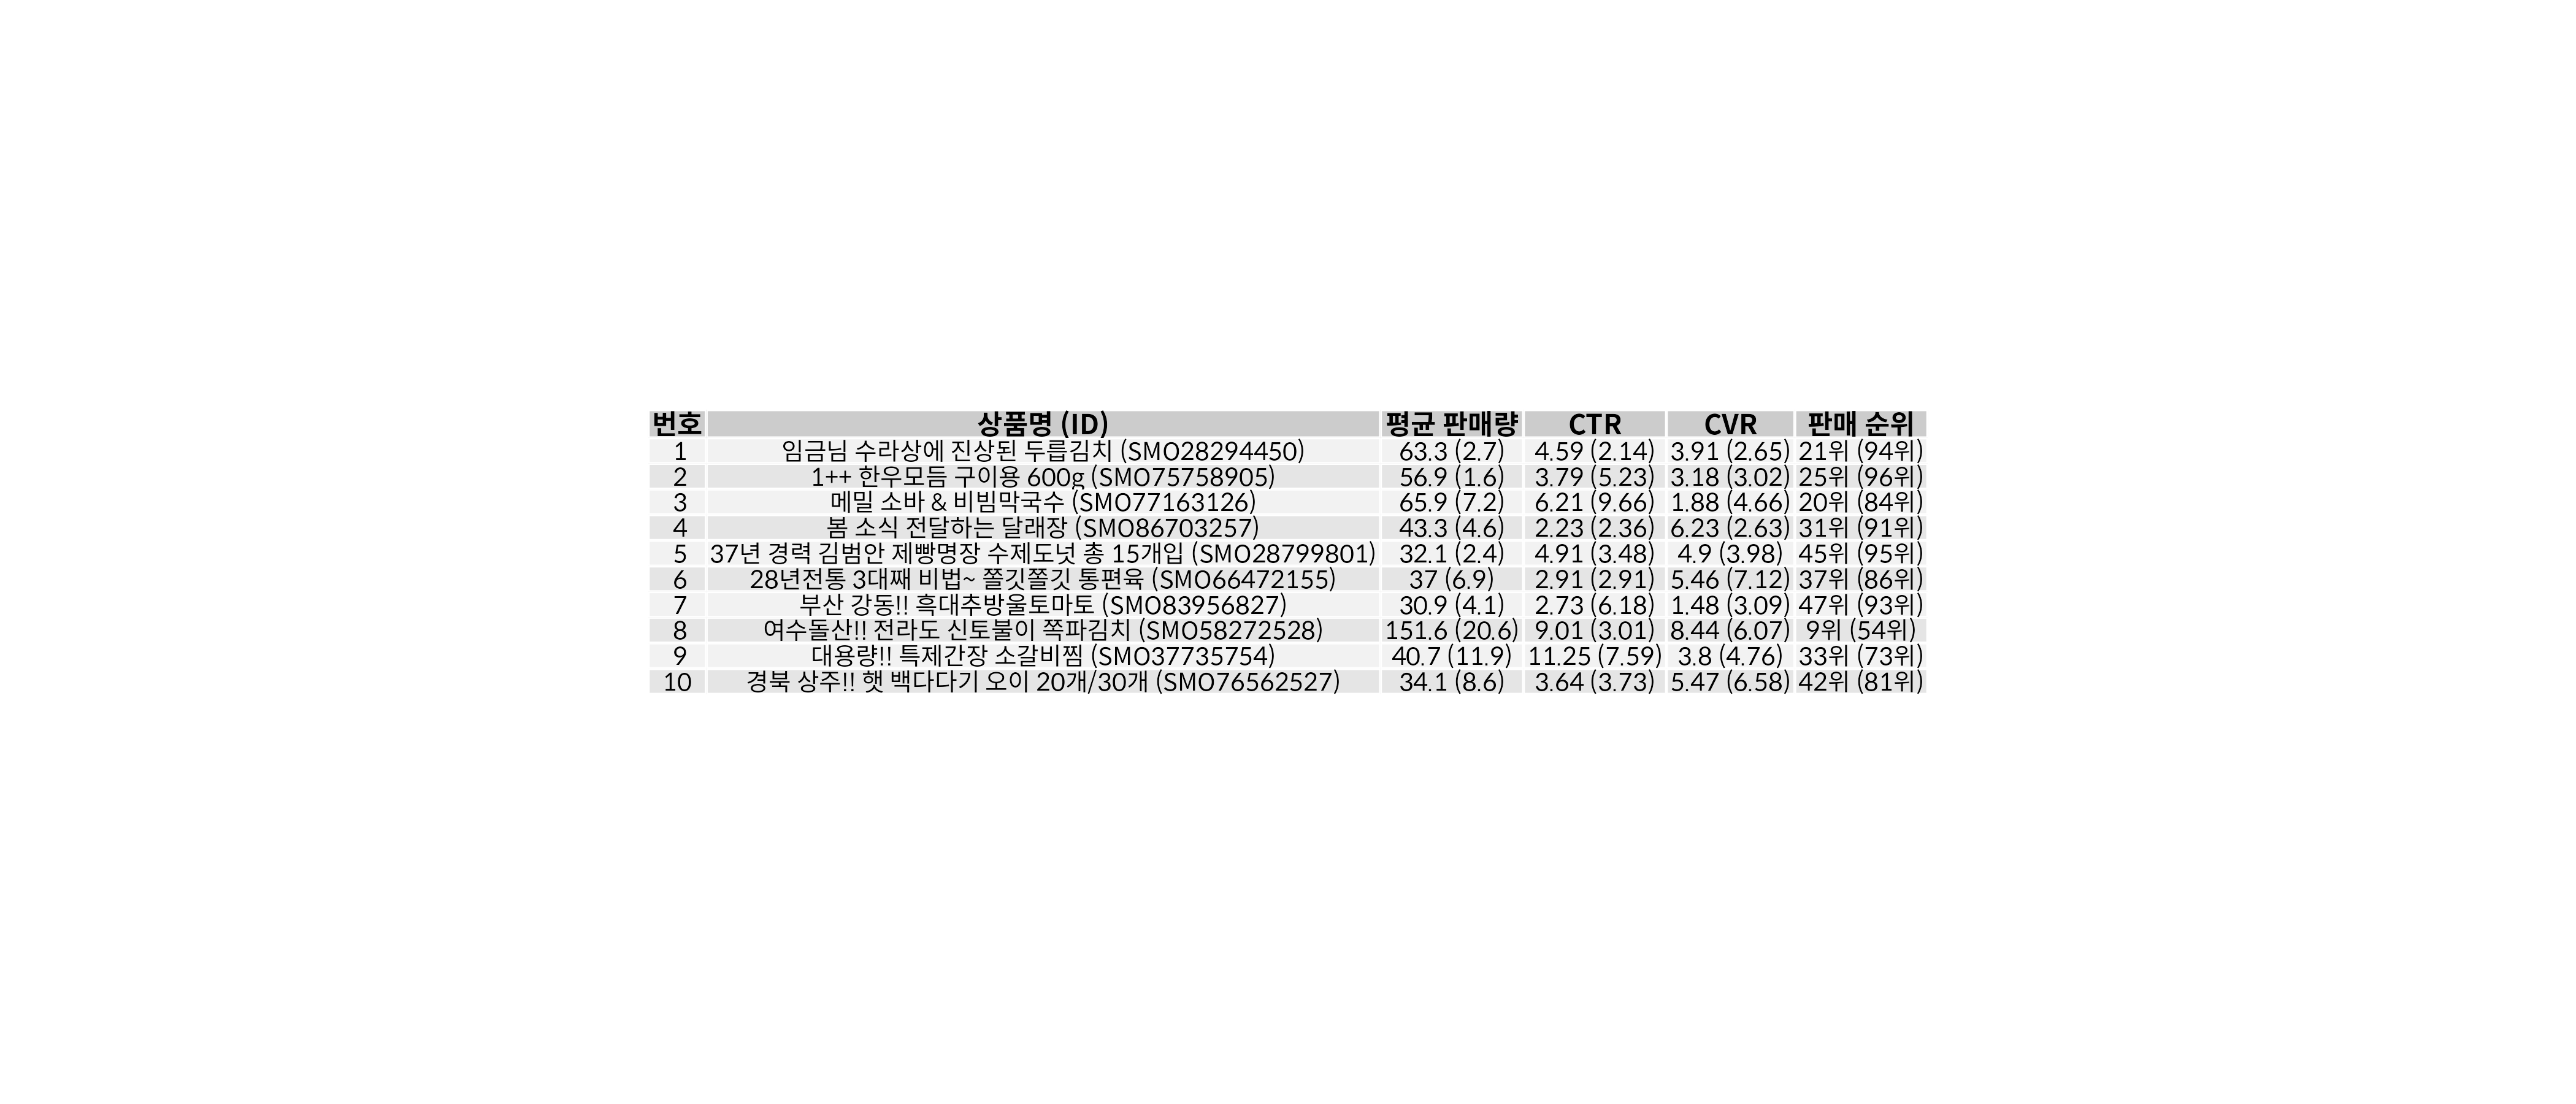 번호 상품명 (ID) 평균 판매량 CTR CVR 판매 순위
1 임금님 수라상에 진상된 두릅김치 (SMO28294450) 63.3 (2.7) 4.59 (2.14) 3.91 (2.65) 21위 (94위)
2 1++ 한우모듬 구이용 600g (SMO75758905) 56.9 (1.6) 3.79 (5.23) 3.18 (3.02) 25위 (96위)
3 메밀 소바 & 비빔막국수 (SMO77163126) 65.9 (7.2) 6.21 (9.66) 1.88 (4.66) 20위 (84위)
4 봄 소식 전달하는 달래장 (SMO86703257) 43.3 (4.6) 2.23 (2.36) 6.23 (2.63) 31위 (91위)
5 37년 경력 김범안 제빵명장 수제도넛 총 15개입 (SMO28799801) 32.1 (2.4) 4.91 (3.48) 4.9 (3.98) 45위 (95위)
6 28년전통 3대째 비법~ 쫄깃쫄깃 통편육 (SMO66472155) 37 (6.9) 2.91 (2.91) 5.46 (7.12) 37위 (86위)
7 부산 강동!! 흑대추방울토마토 (SMO83956827) 30.9 (4.1) 2.73 (6.18) 1.48 (3.09) 47위 (93위)
8 여수돌산!! 전라도 신토불이 쪽파김치 (SMO58272528) 151.6 (20.6) 9.01 (3.01) 8.44 (6.07) 9위 (54위)
9 대용량!! 특제간장 소갈비찜 (SMO37735754) 40.7 (11.9) 11.25 (7.59) 3.8 (4.76) 33위 (73위)
10 경북 상주!! 햇 백다다기 오이 20개/30개 (SMO76562527) 34.1 (8.6) 3.64 (3.73) 5.47 (6.58) 42위 (81위)